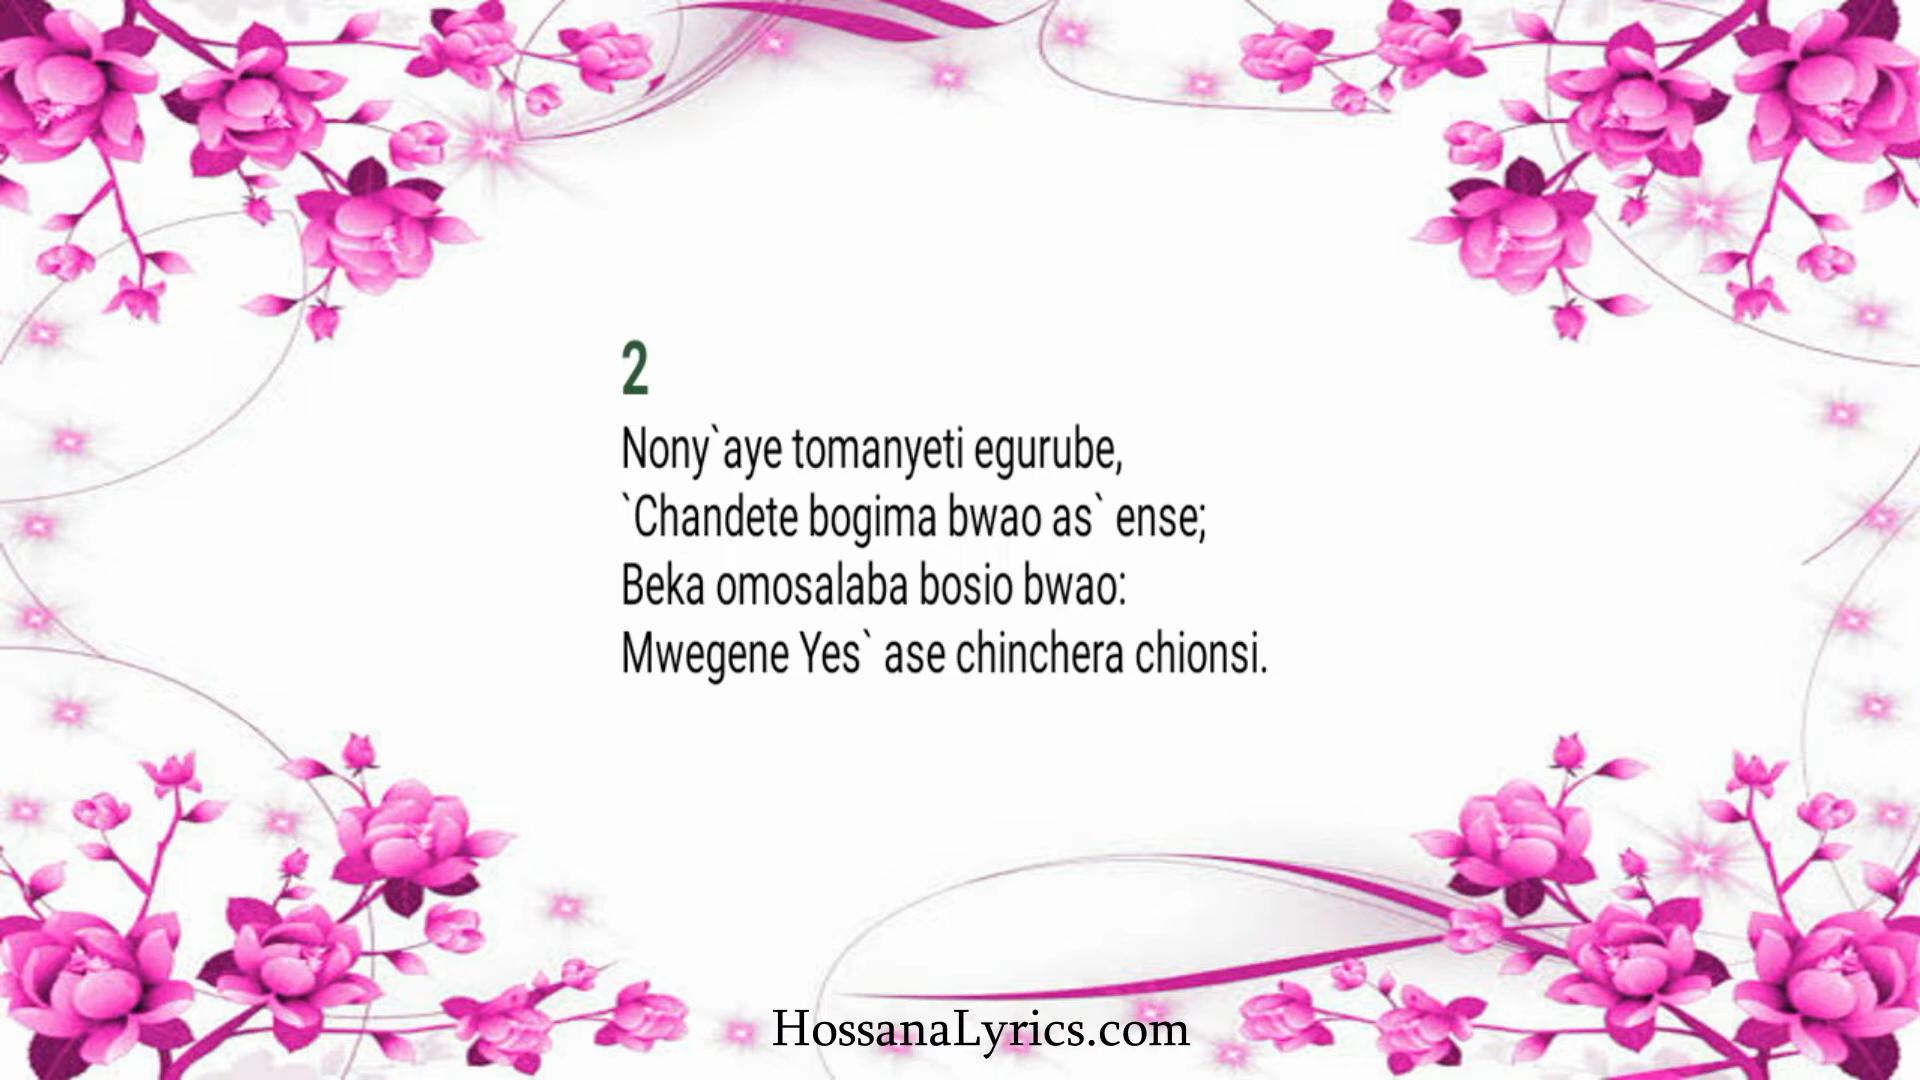 2
Nony`aye tomanyeti egurube,
`Chandete bogima bwao as` ense;
Beka omosalaba bosio bwao:
Mwegene Yes` ase chinchera chionsi.
HossanaLyrics.com